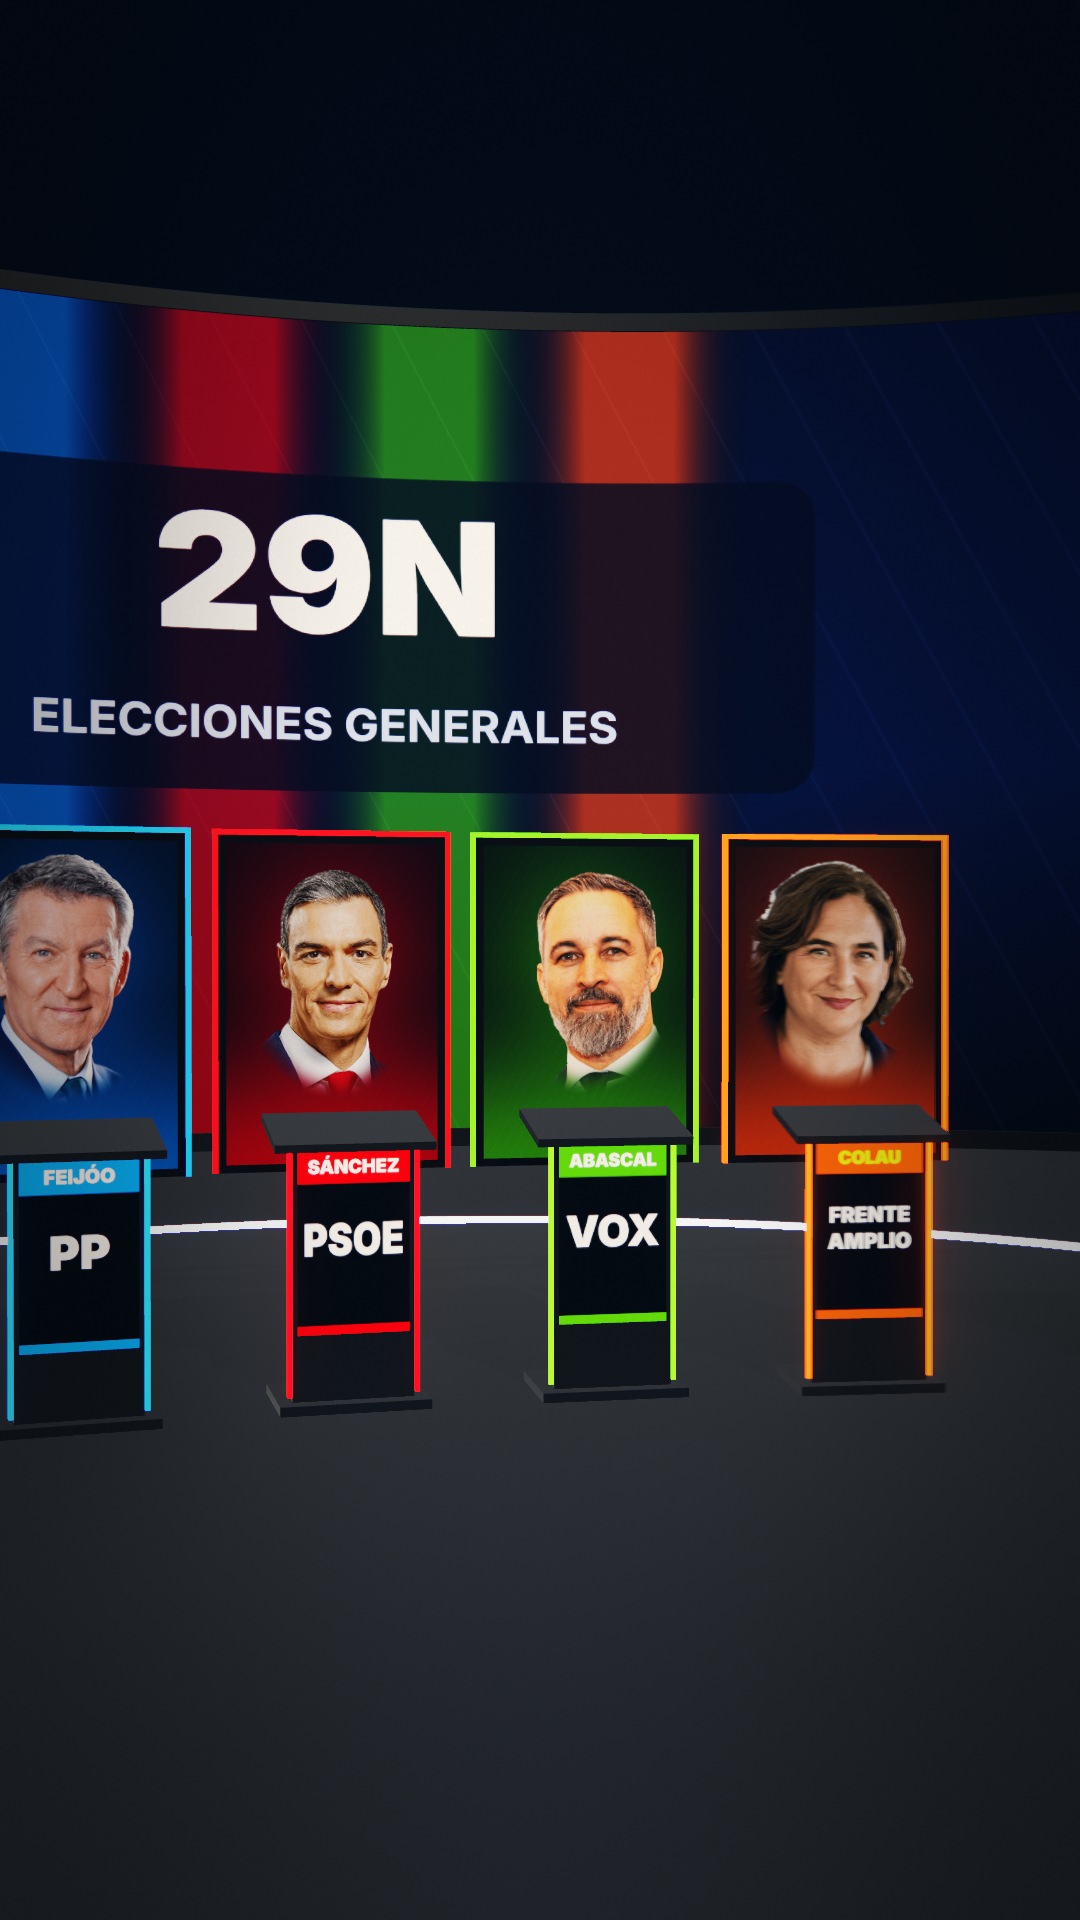 29N
ELECCIONES GENERALES
FEIJÓO
PP
SÁNCHEZ
PSOE
ABASCAL
VOX
COLAU
FRENTE
AMPLIO